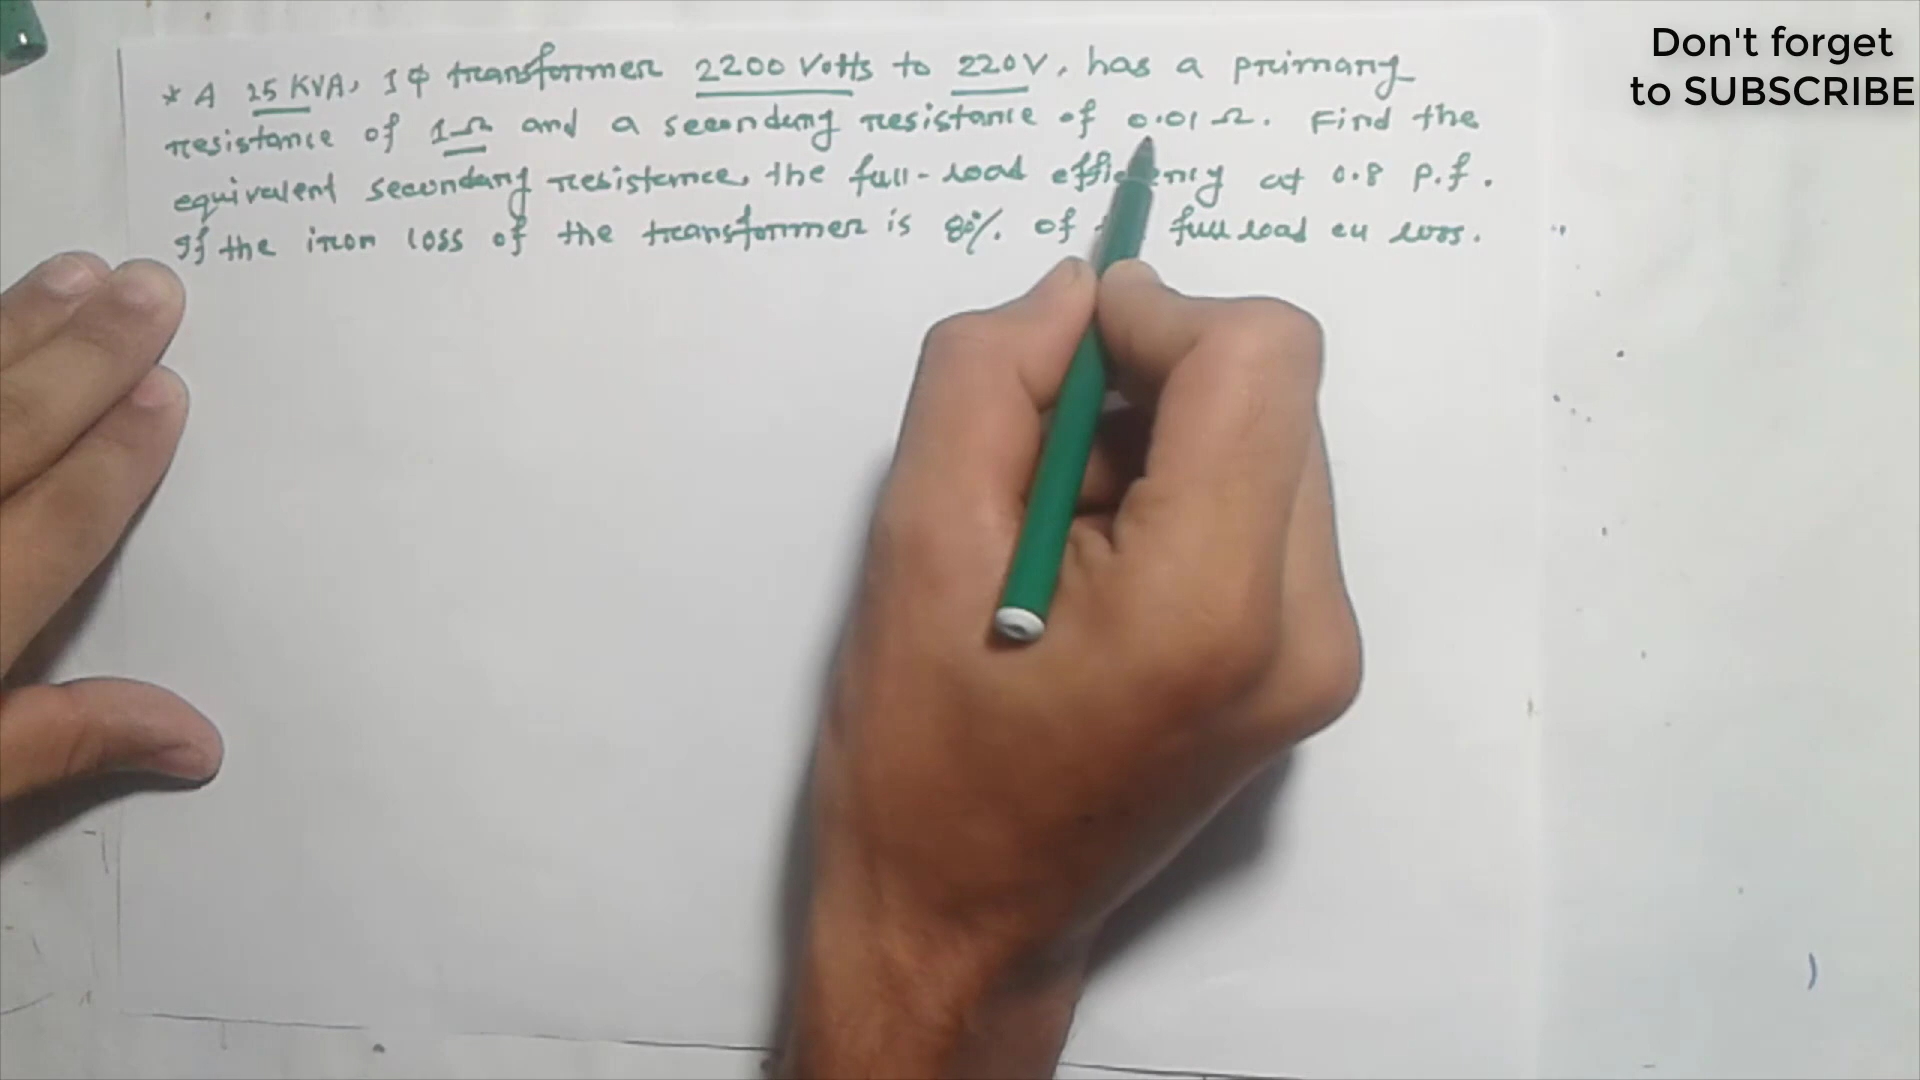 * A 25 KVA, 1ϕ transformer 2200 Volts to 220V, has a primary
resistance of 1Ω and a secondary resistance of 0.01Ω. Find the
equivalent secondary resistance, the full-load at 0.8 p.f.
If the iron loss of the transformer is 80% of full load cu loss.
Don't forget
to SUBSCRIBE